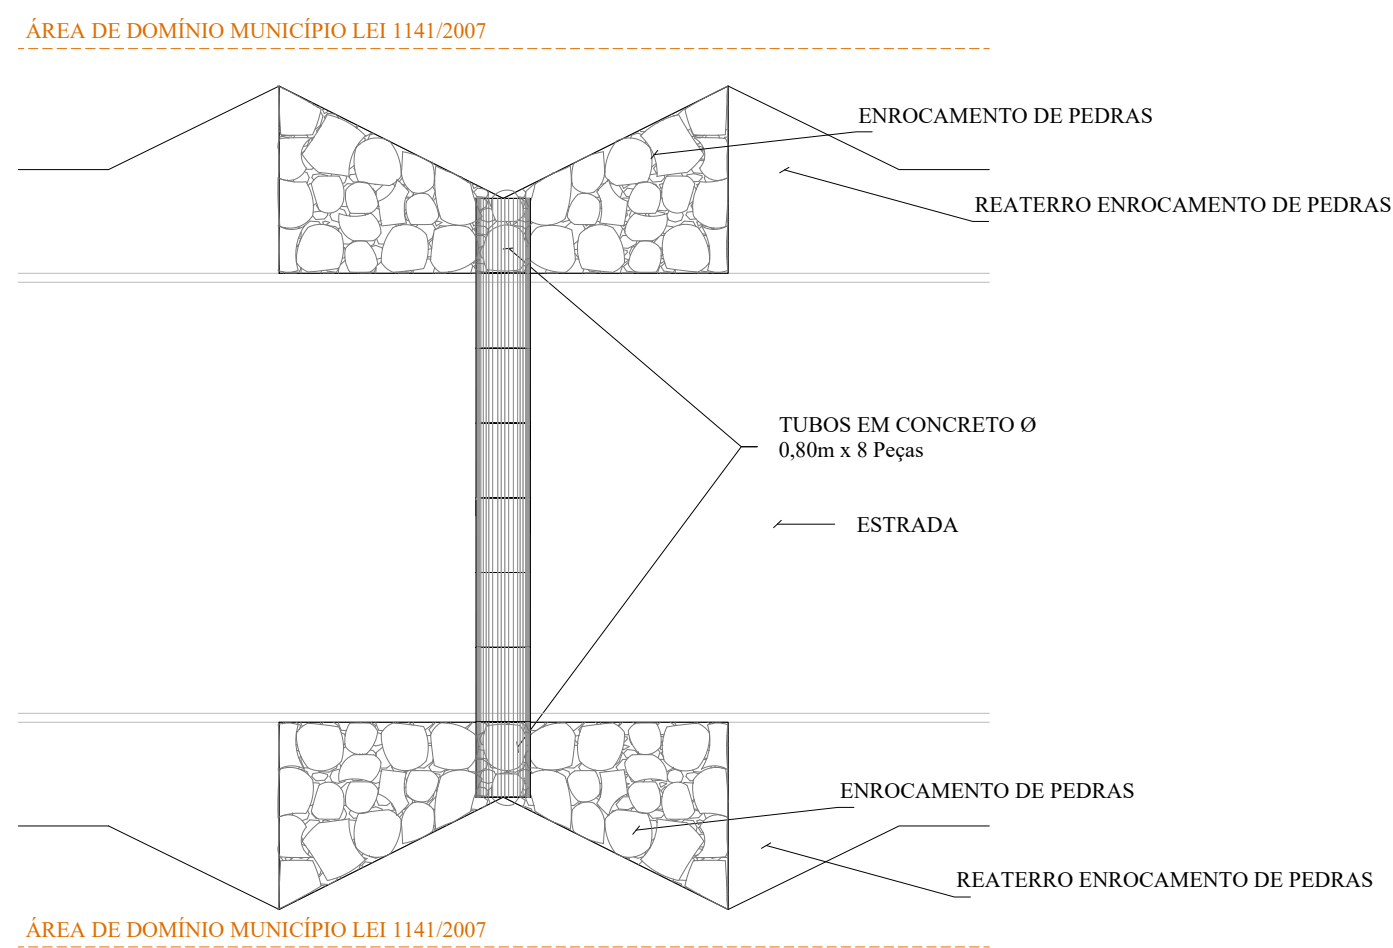 ÁREA DE DOMÍNIO MUNICÍPIO LEI 1141/2007
ENROCAMENTO DE PEDRAS
REATERRO ENROCAMENTO DE PEDRAS
TUBOS EM CONCRETO Ø
0,80m x 8 Peças
ESTRADA
ENROCAMENTO DE PEDRAS
REATERRO ENROCAMENTO DE PEDRAS
ÁREA DE DOMÍNIO MUNICÍPIO LEI 1141/2007